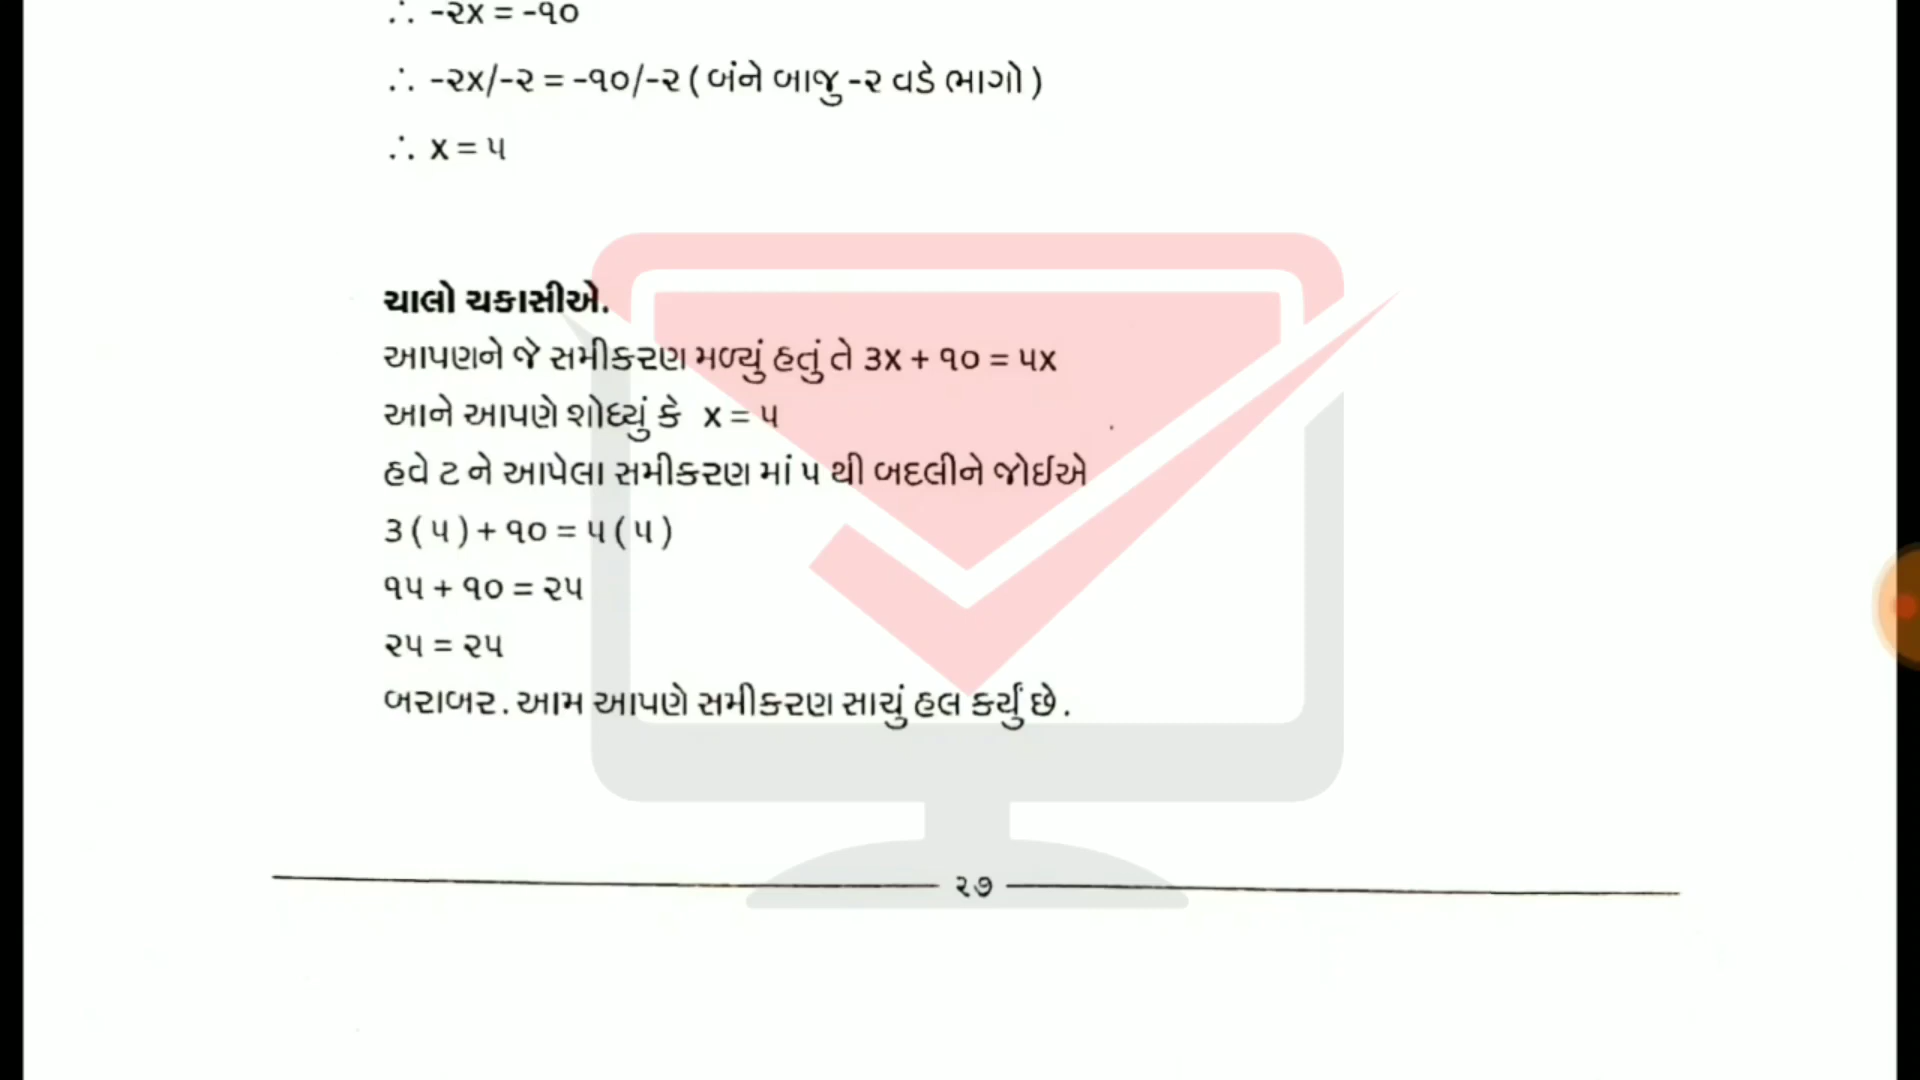 ∴ -૨x = -૧૦
∴ -૨x/-૨ = -૧૦/-૨ ( બંને બાજુ -૨ વડે ભાગો )
∴ x = ૫
ચાલો ચકાસીએ.
આપણને જે સમીકરણ મળ્યું હતું તે ૩x + ૧૦ = ૫x
આને આપણે શોધ્યું કે x = ૫
હવે ટ ને આપેલા સમીકરણ માં ૫ થી બદલીને જોઈએ
૩ ( ૫ ) + ૧૦ = ૫ ( ૫ )
૧૫ + ૧૦ = ૨૫
૨૫ = ૨૫
બરાબર. આમ આપણે સમીકરણ સાચું હલ કર્યું છે.
૨૭